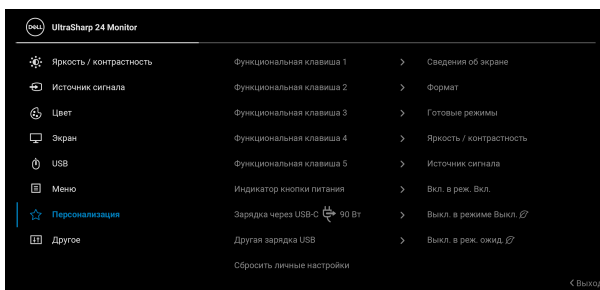 DELL UltraSharp 24 Monitor
Яркость / контрастность Функциональная клавиша 1 > Сведения об экране
Источник сигнала Функциональная клавиша 2 > Формат
Цвет Функциональная клавиша 3 > Готовые режимы
Экран Функциональная клавиша 4 > Яркость / контрастность
USB Функциональная клавиша 5 > Источник сигнала
Меню Индикатор кнопки питания > Вкл. в реж. Вкл.
Персонализация Зарядка через USB-C 90 Вт > Выкл. в режиме Выкл.
Другое Другая зарядка USB > Выкл. в реж. ожид.
Сбросить личные настройки
< Выход